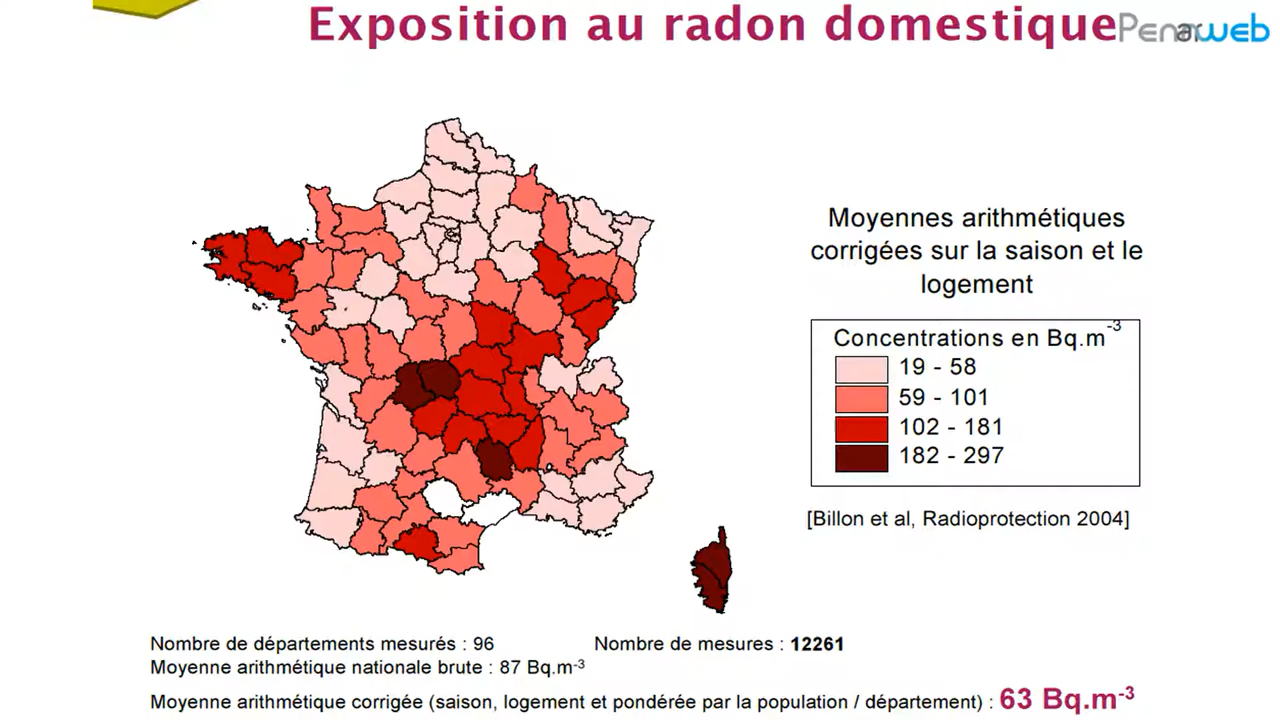 Exposition au radon domestique
Moyennes arithmétiques
corrigées sur la saison et le
logement
Concentrations en Bq.m-3
19 - 58
59 - 101
102 - 181
182 - 297
[Billon et al, Radioprotection 2004]
Nombre de départements mesurés : 96 Nombre de mesures : 12261
Moyenne arithmétique nationale brute : 87 Bq.m-3
Moyenne arithmétique corrigée (saison, logement et pondérée par la population / département) : 63 Bq.m-3